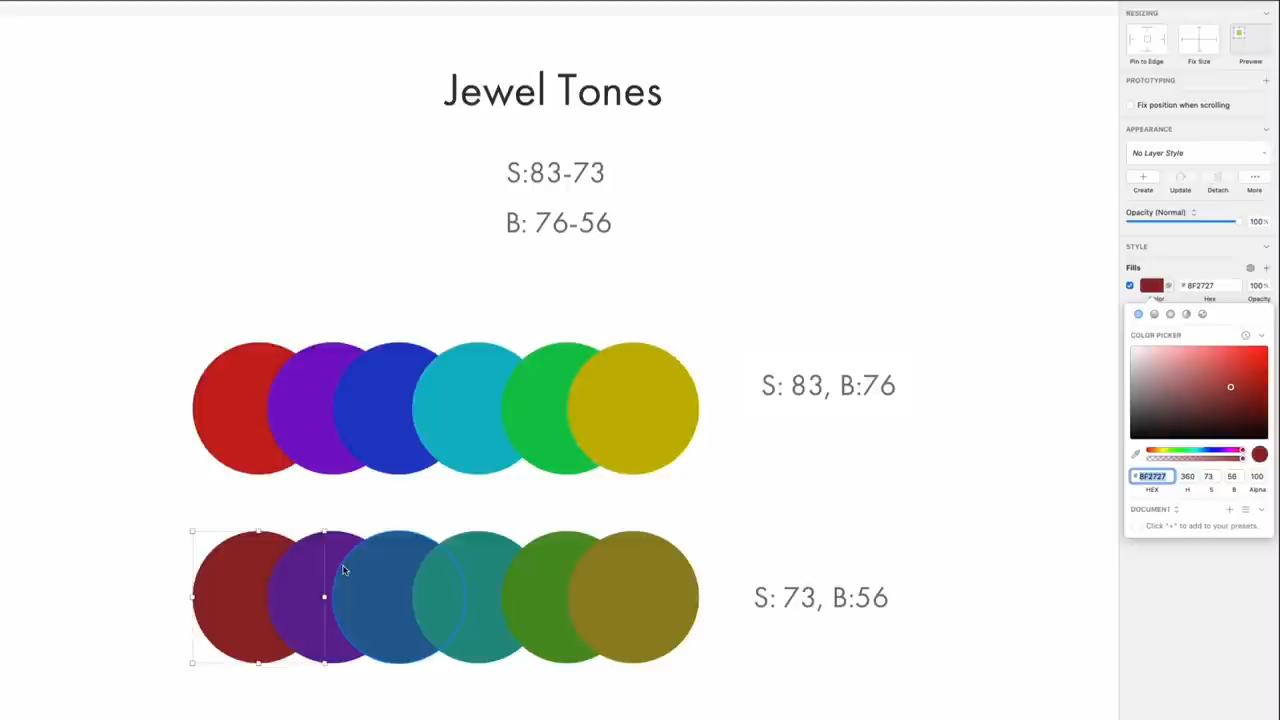 Jewel Tones
S:83-73
B: 76-56
S: 83, B:76
S: 73, B:56
RESIZING
Pin to Edge Fix Size Preview
PROTOTYPING
Fix position when scrolling
APPEARANCE
No Layer Style
Create Update Detach More
Opacity (Normal) 100%
STYLE
Fills
# 8F2727 100%
Color Hex Opacity
COLOR PICKER
# 8F2727 360 73 56 100
HEX H S B Alpha
DOCUMENT
Click "+" to add to your presets.